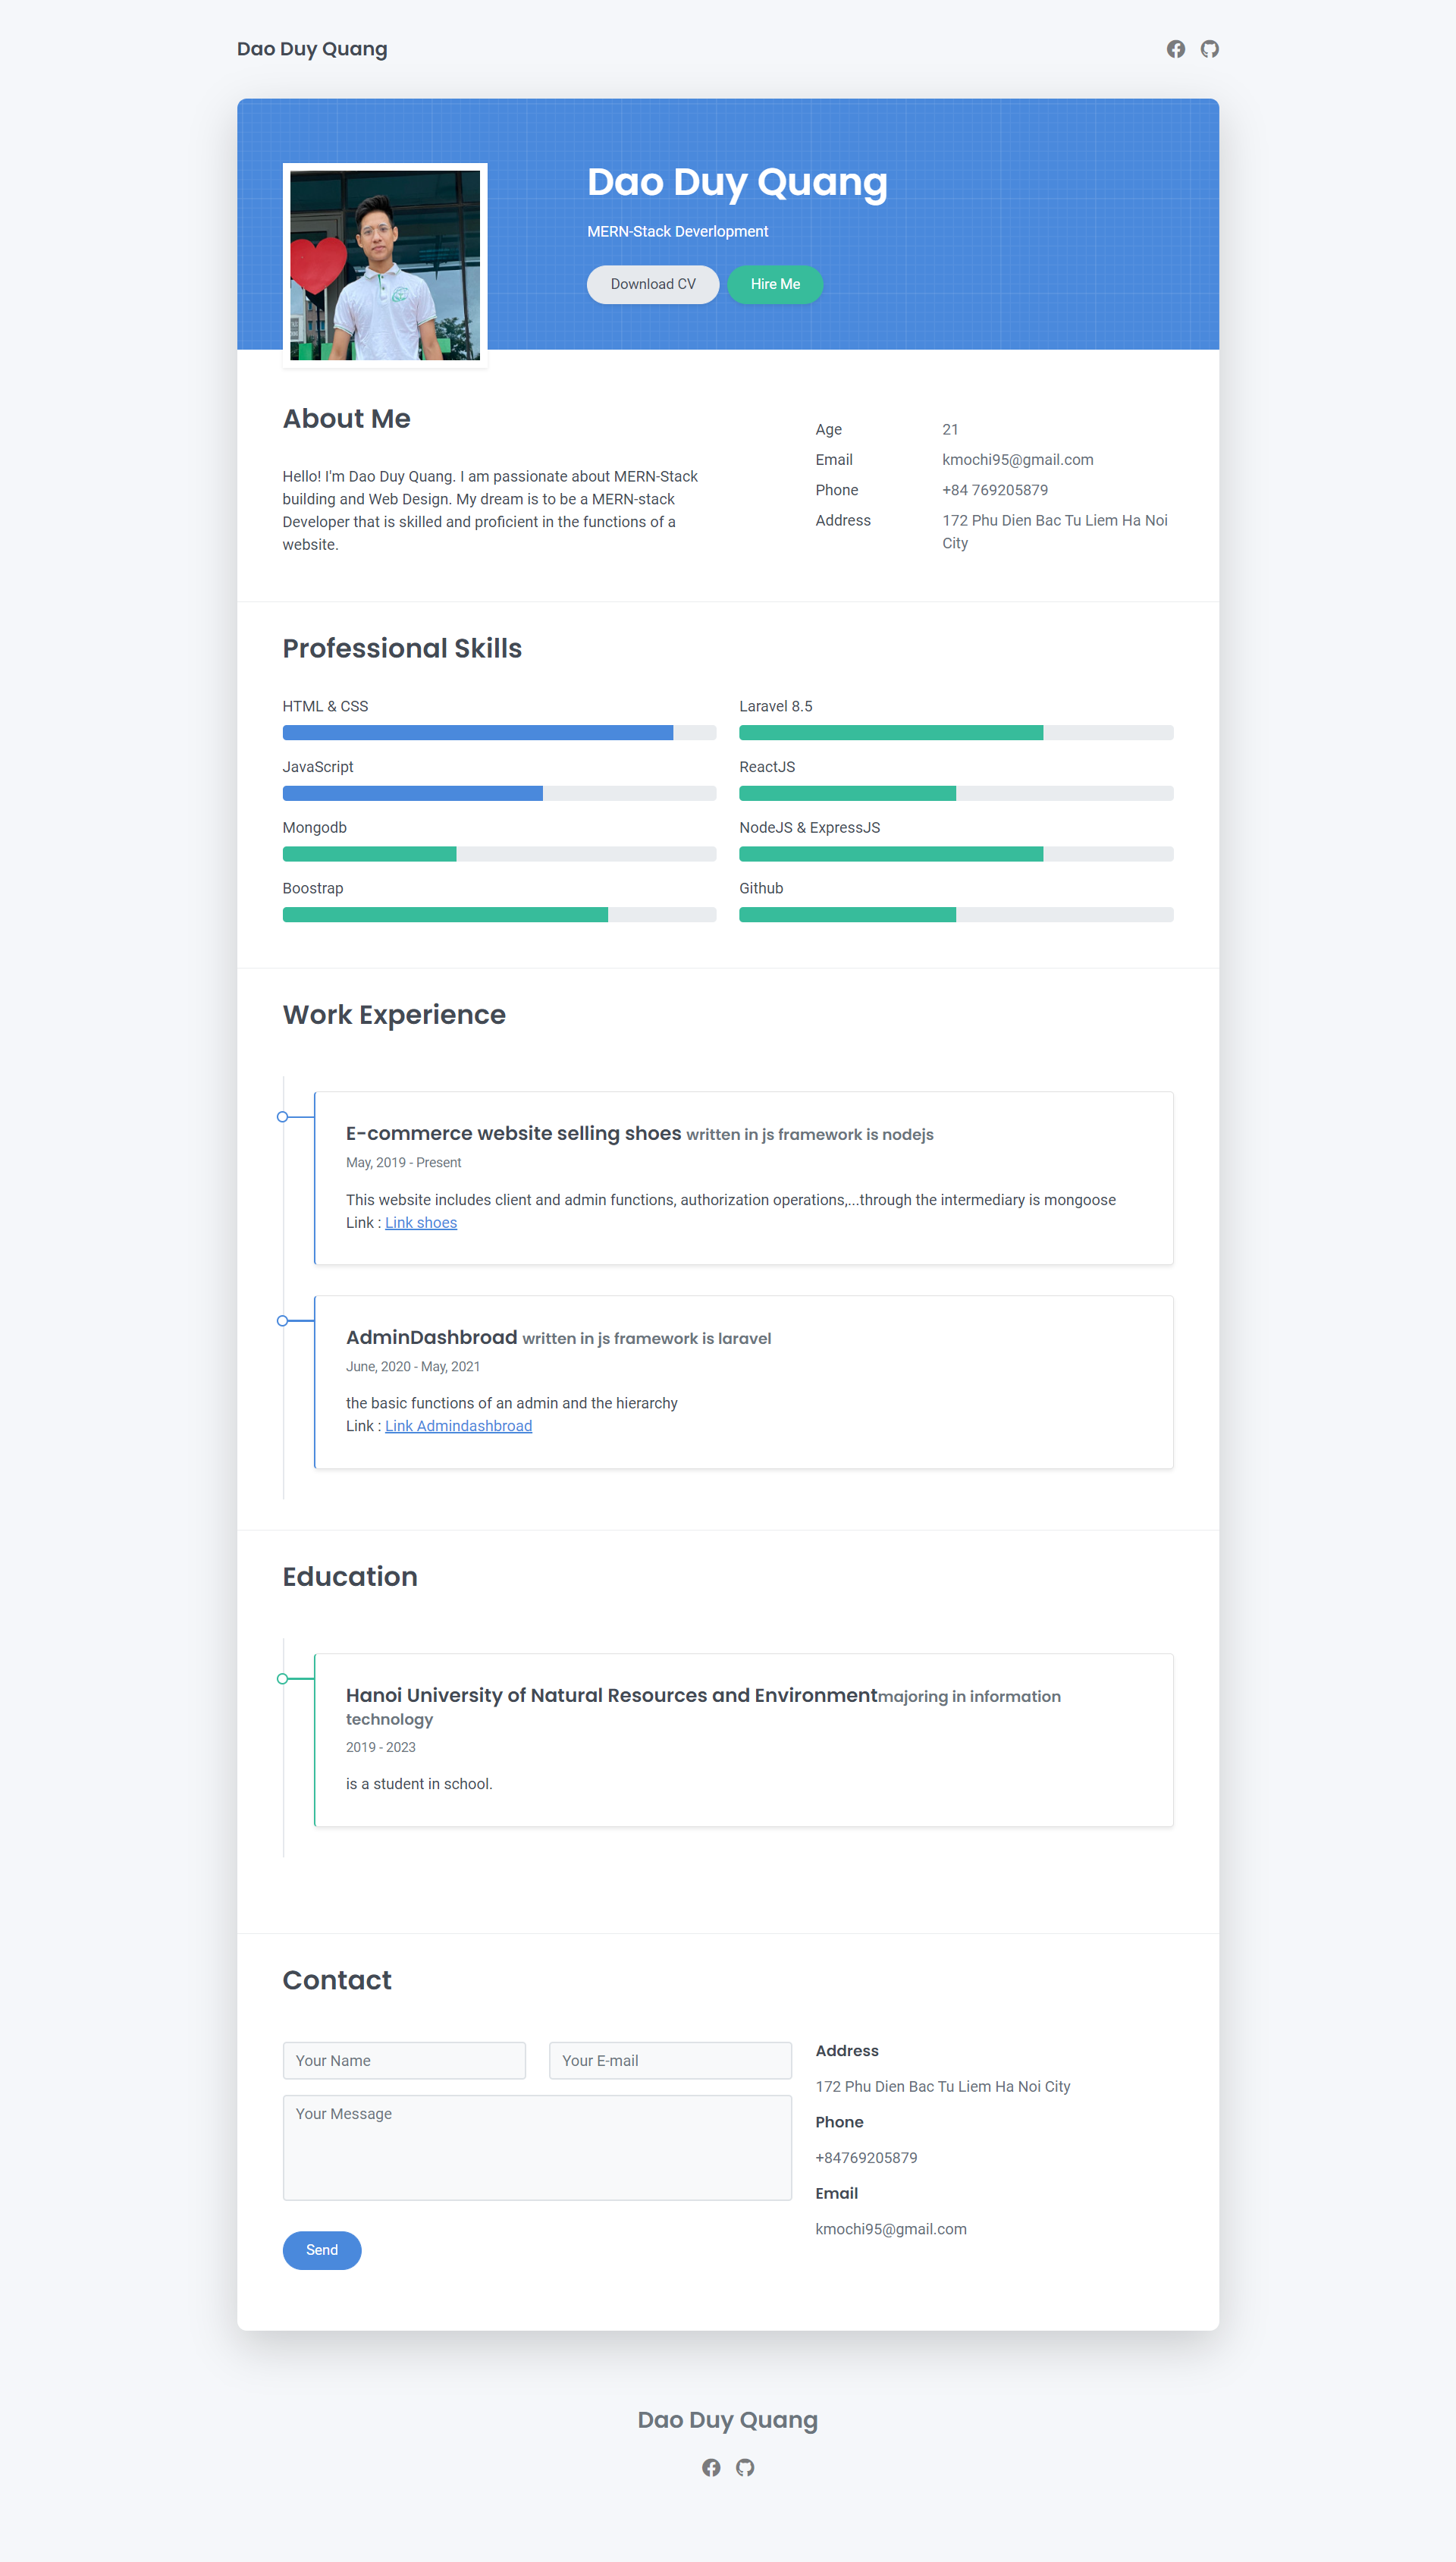 Dao Duy Quang
Dao Duy Quang
MERN-Stack Deverlopment
Download CV
Hire Me
About Me
Hello! I'm Dao Duy Quang. I am passionate about MERN-Stack
building and Web Design. My dream is to be a MERN-stack
Developer that is skilled and proficient in the functions of a
website.
Age 21
Email kmochi95@gmail.com
Phone +84 769205879
Address 172 Phu Dien Bac Tu Liem Ha Noi
City
Professional Skills
HTML & CSS
Laravel 8.5
JavaScript
ReactJS
Mongodb
NodeJS & ExpressJS
Boostrap
Github
Work Experience
E-commerce website selling shoes written in js framework is nodejs
May, 2019 - Present
This website includes client and admin functions, authorization operations,...through the intermediary is mongoose
Link : Link shoes
AdminDashbroad written in js framework is laravel
June, 2020 - May, 2021
the basic functions of an admin and the hierarchy
Link : Link Admindashbroad
Education
Hanoi University of Natural Resources and Environmentmajoring in information
technology
2019 - 2023
is a student in school.
Contact
Your Name
Your E-mail
Your Message
Send
Address
172 Phu Dien Bac Tu Liem Ha Noi City
Phone
+84769205879
Email
kmochi95@gmail.com
Dao Duy Quang